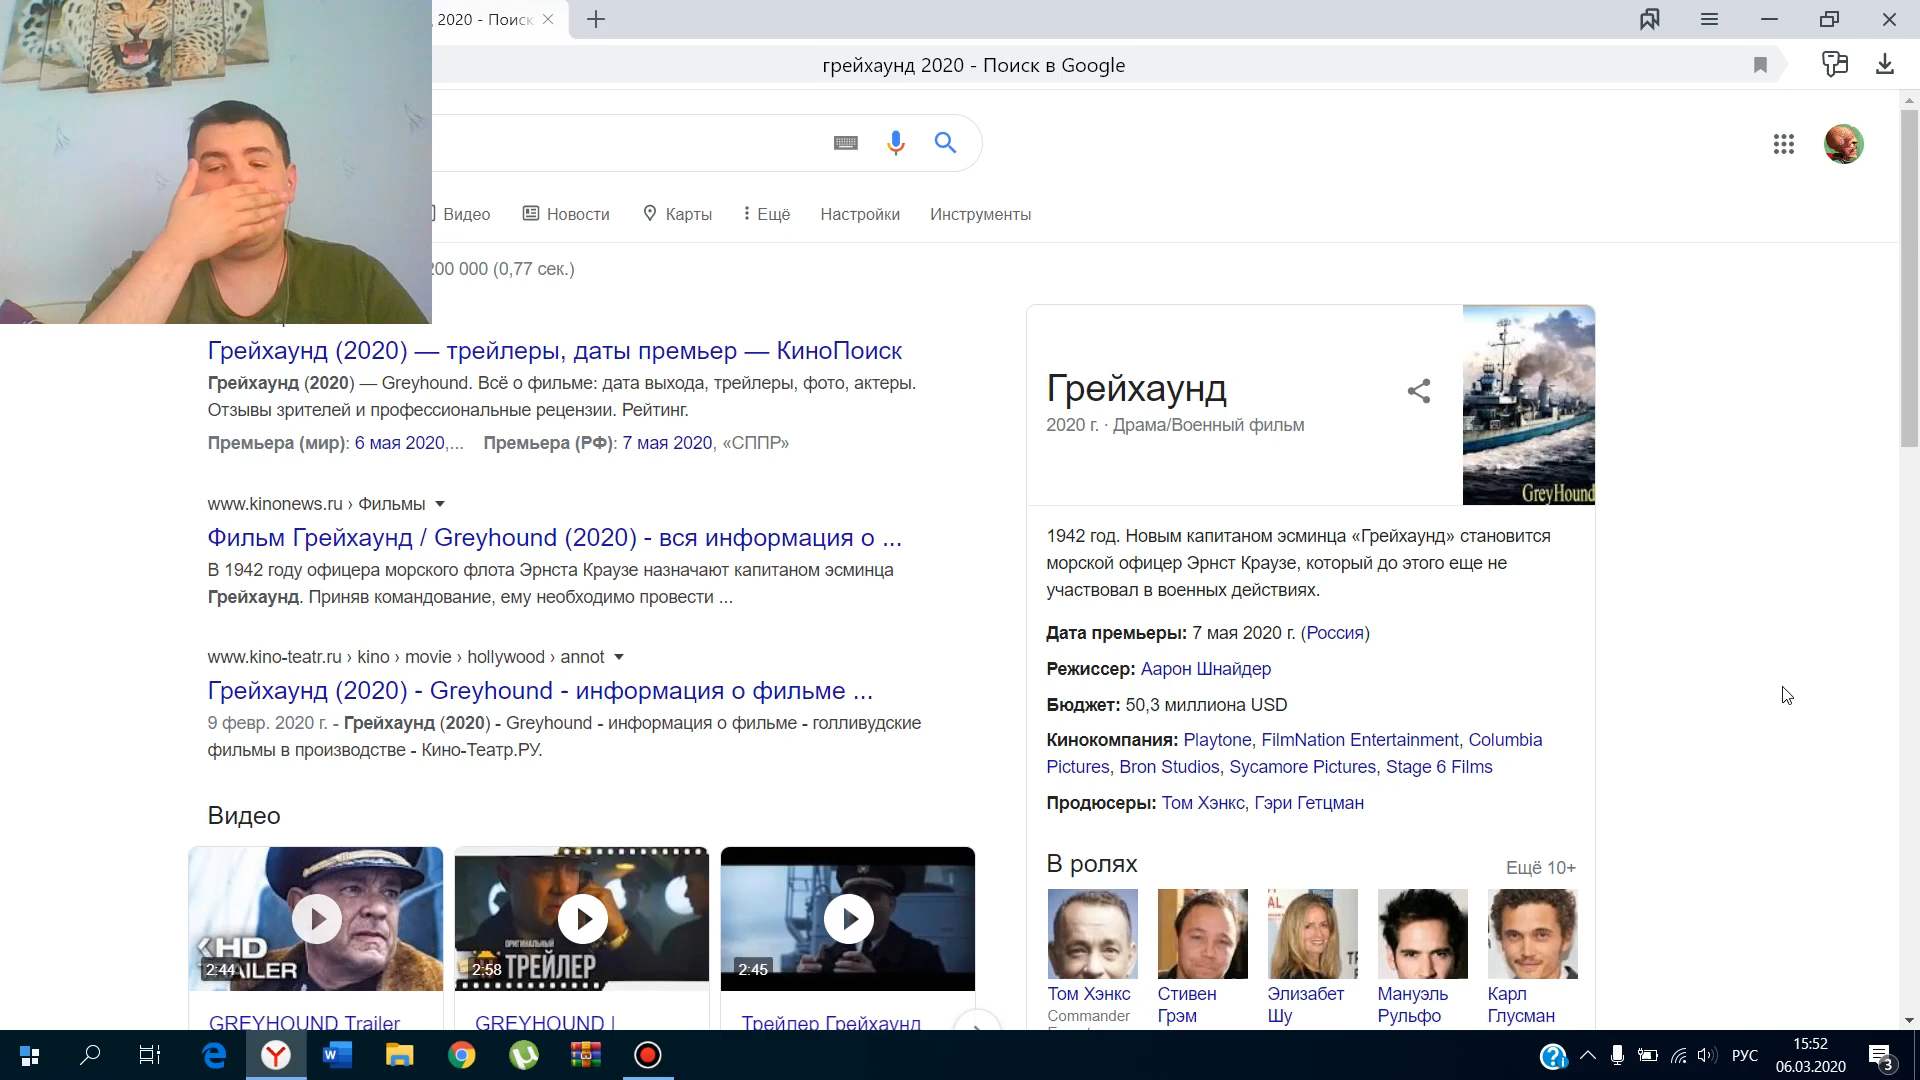 , 2020 - Поиск
грейхаунд 2020 - Поиск в Google
Видео
Новости
Карты
Ещё
Настройки
Инструменты
200 000 (0,77 сек.)
Грейхаунд (2020) — трейлеры, даты премьер — КиноПоиск
Грейхаунд (2020) — Greyhound. Всё о фильме: дата выхода, трейлеры, фото, актеры.
Отзывы зрителей и профессиональные рецензии. Рейтинг.
Премьера (мир): 6 мая 2020,... Премьера (РФ): 7 мая 2020, «СППР»
www.kinonews.ru › Фильмы
Фильм Грейхаунд / Greyhound (2020) - вся информация о ...
В 1942 году офицера морского флота Эрнста Краузе назначают капитаном эсминца
Грейхаунд. Приняв командование, ему необходимо провести ...
www.kino-teatr.ru › kino › movie › hollywood › annot
Грейхаунд (2020) - Greyhound - информация о фильме ...
9 февр. 2020 г. - Грейхаунд (2020) - Greyhound - информация о фильме - голливудские
фильмы в производстве - Кино-Театр.РУ.
Видео
HD
TRAILER
2:44
ОРИГИНАЛЬНЫЙ
ТРЕЙЛЕР
2:58
2:45
GREYHOUND Trailer
GREYHOUND |
Трейлер Грейхаунд
Грейхаунд
2020 г. · Драма/Военный фильм
GreyHound
1942 год. Новым капитаном эсминца «Грейхаунд» становится
морской офицер Эрнст Краузе, который до этого еще не
участвовал в военных действиях.
Дата премьеры: 7 мая 2020 г. (Россия)
Режиссер: Аарон Шнайдер
Бюджет: 50,3 миллиона USD
Кинокомпания: Playtone, FilmNation Entertainment, Columbia
Pictures, Bron Studios, Sycamore Pictures, Stage 6 Films
Продюсеры: Том Хэнкс, Гэри Гетцман
В ролях
Ещё 10+
Том Хэнкс
Commander
Стивен
Грэм
Элизабет
Шу
Мануэль
Рульфо
Карл
Глусман
РУС
15:52
06.03.2020
3